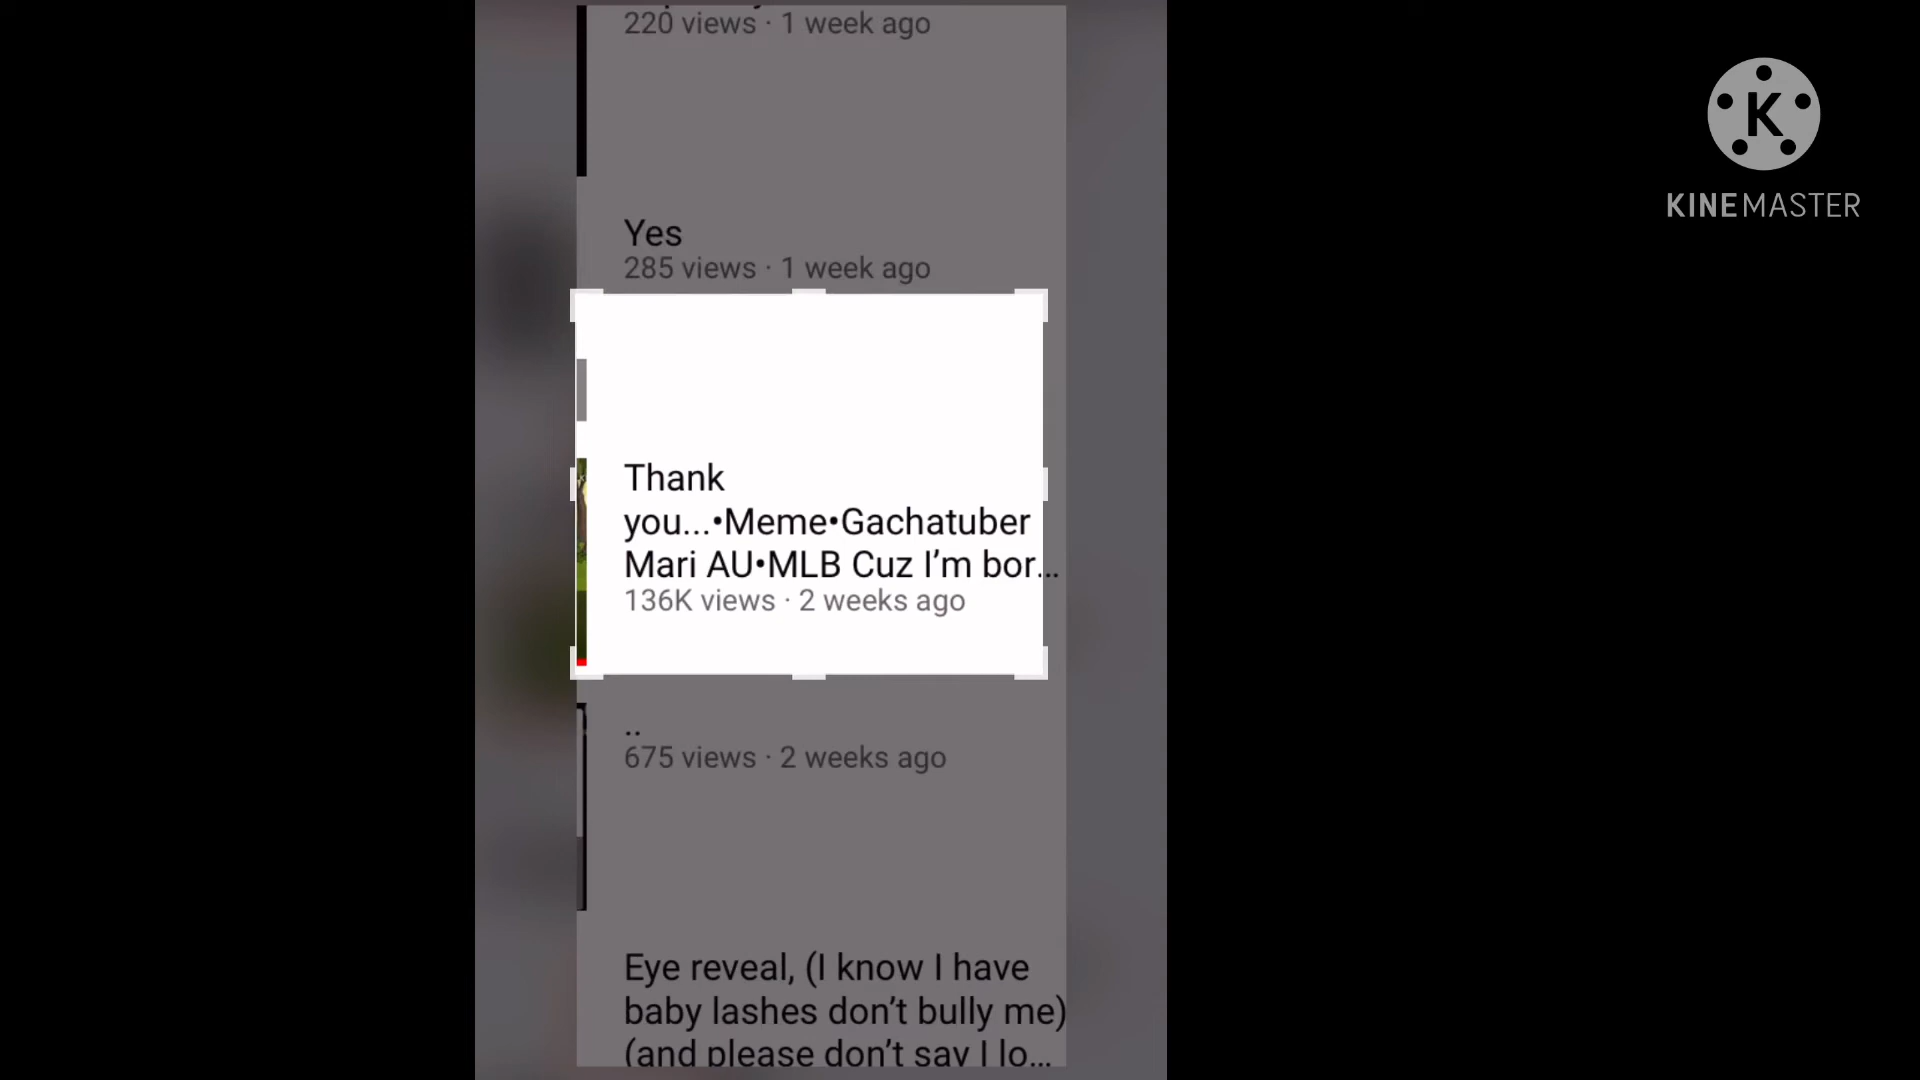 220 views · 1 week ago
K
KINEMASTER
Yes
285 views · 1 week ago
Thank
you...•Meme•Gachatuber
Mari AU•MLB Cuz I’m bor...
136K views · 2 weeks ago
..
675 views · 2 weeks ago
Eye reveal, (I know I have
baby lashes don’t bully me)
(and please don’t say I lo...